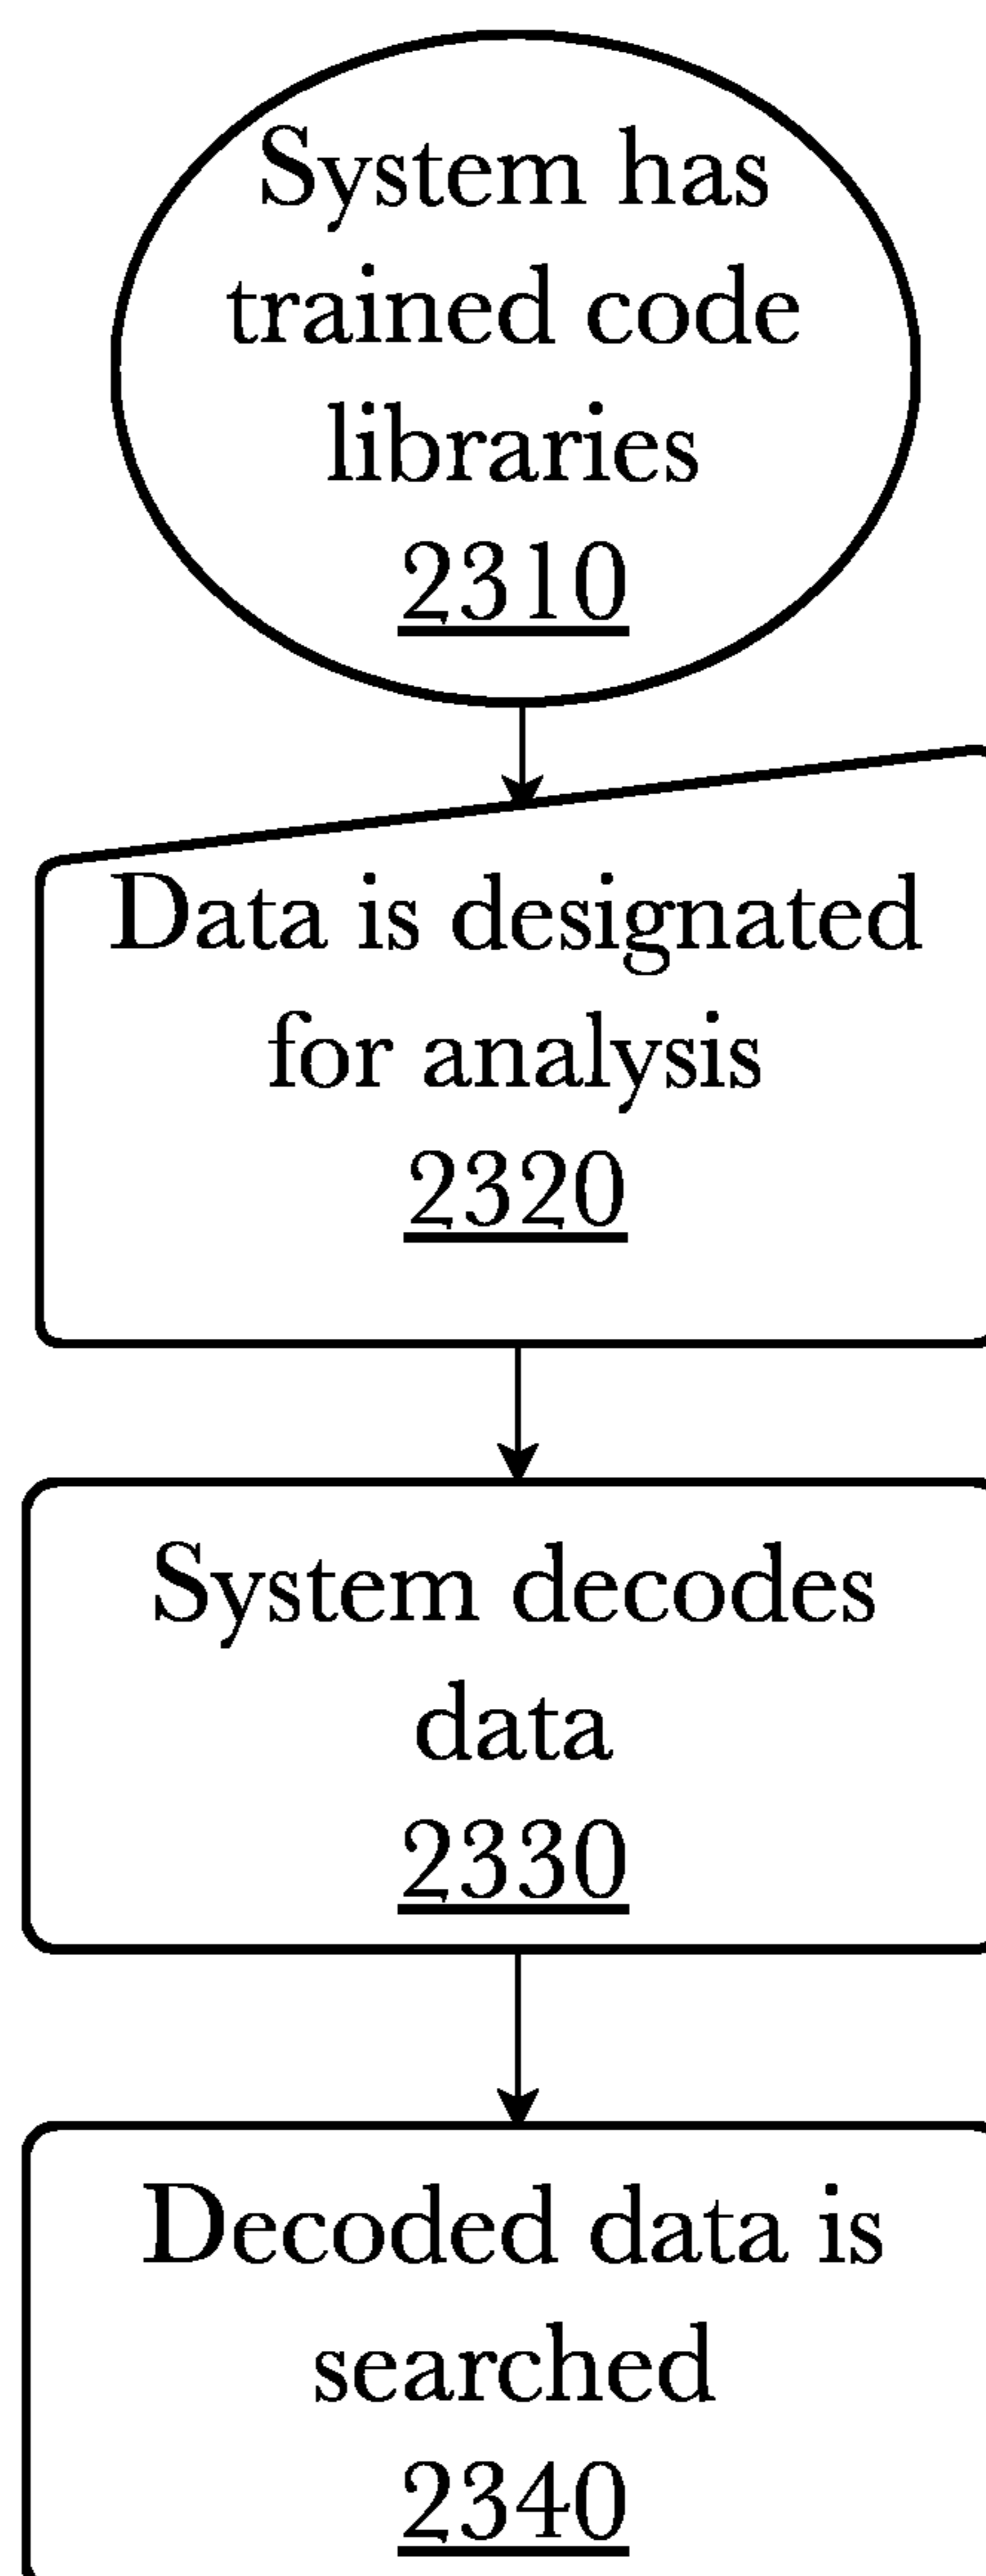 System has
trained code
libraries
2310
Data is designated
for analysis
2320
System decodes
data
2330
Decoded data is
searched
2340